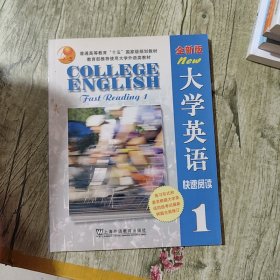 普通高等教育"十五"国家级规划教材
教育部推荐使用大学外语类教材
COLLEGE
ENGLISH
Fast Reading 1
全新版
New
大学英语
快速阅读
1
上海外语教育出版社